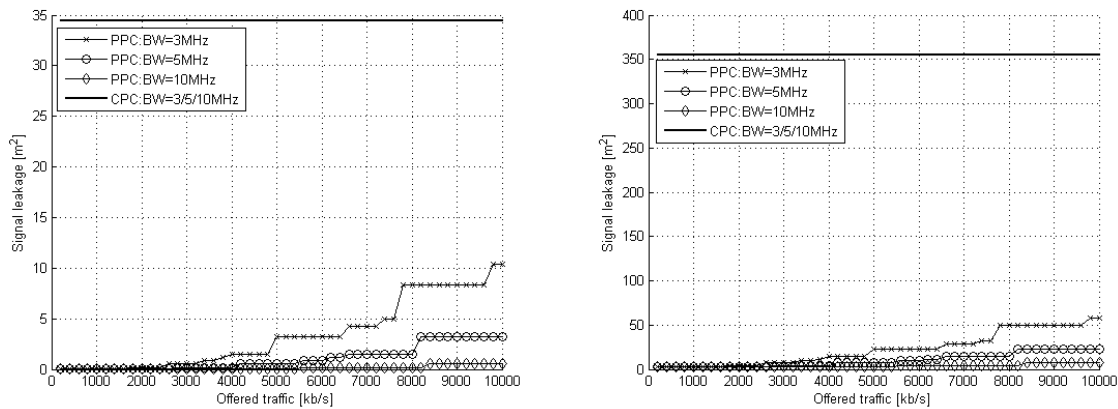 35
30
25
20
15
10
5
0
Signal leakage [m²]
PPC:BW=3MHz
PPC:BW=5MHz
PPC:BW=10MHz
CPC:BW=3/5/10MHz
0 1000 2000 3000 4000 5000 6000 7000 8000 9000 10000
Offered traffic [kb/s]
400
350
300
250
200
150
100
50
0
Signal leakage [m²]
PPC:BW=3MHz
PPC:BW=5MHz
PPC:BW=10MHz
CPC:BW=3/5/10MHz
0 1000 2000 3000 4000 5000 6000 7000 8000 9000 10000
Offered traffic [kb/s]